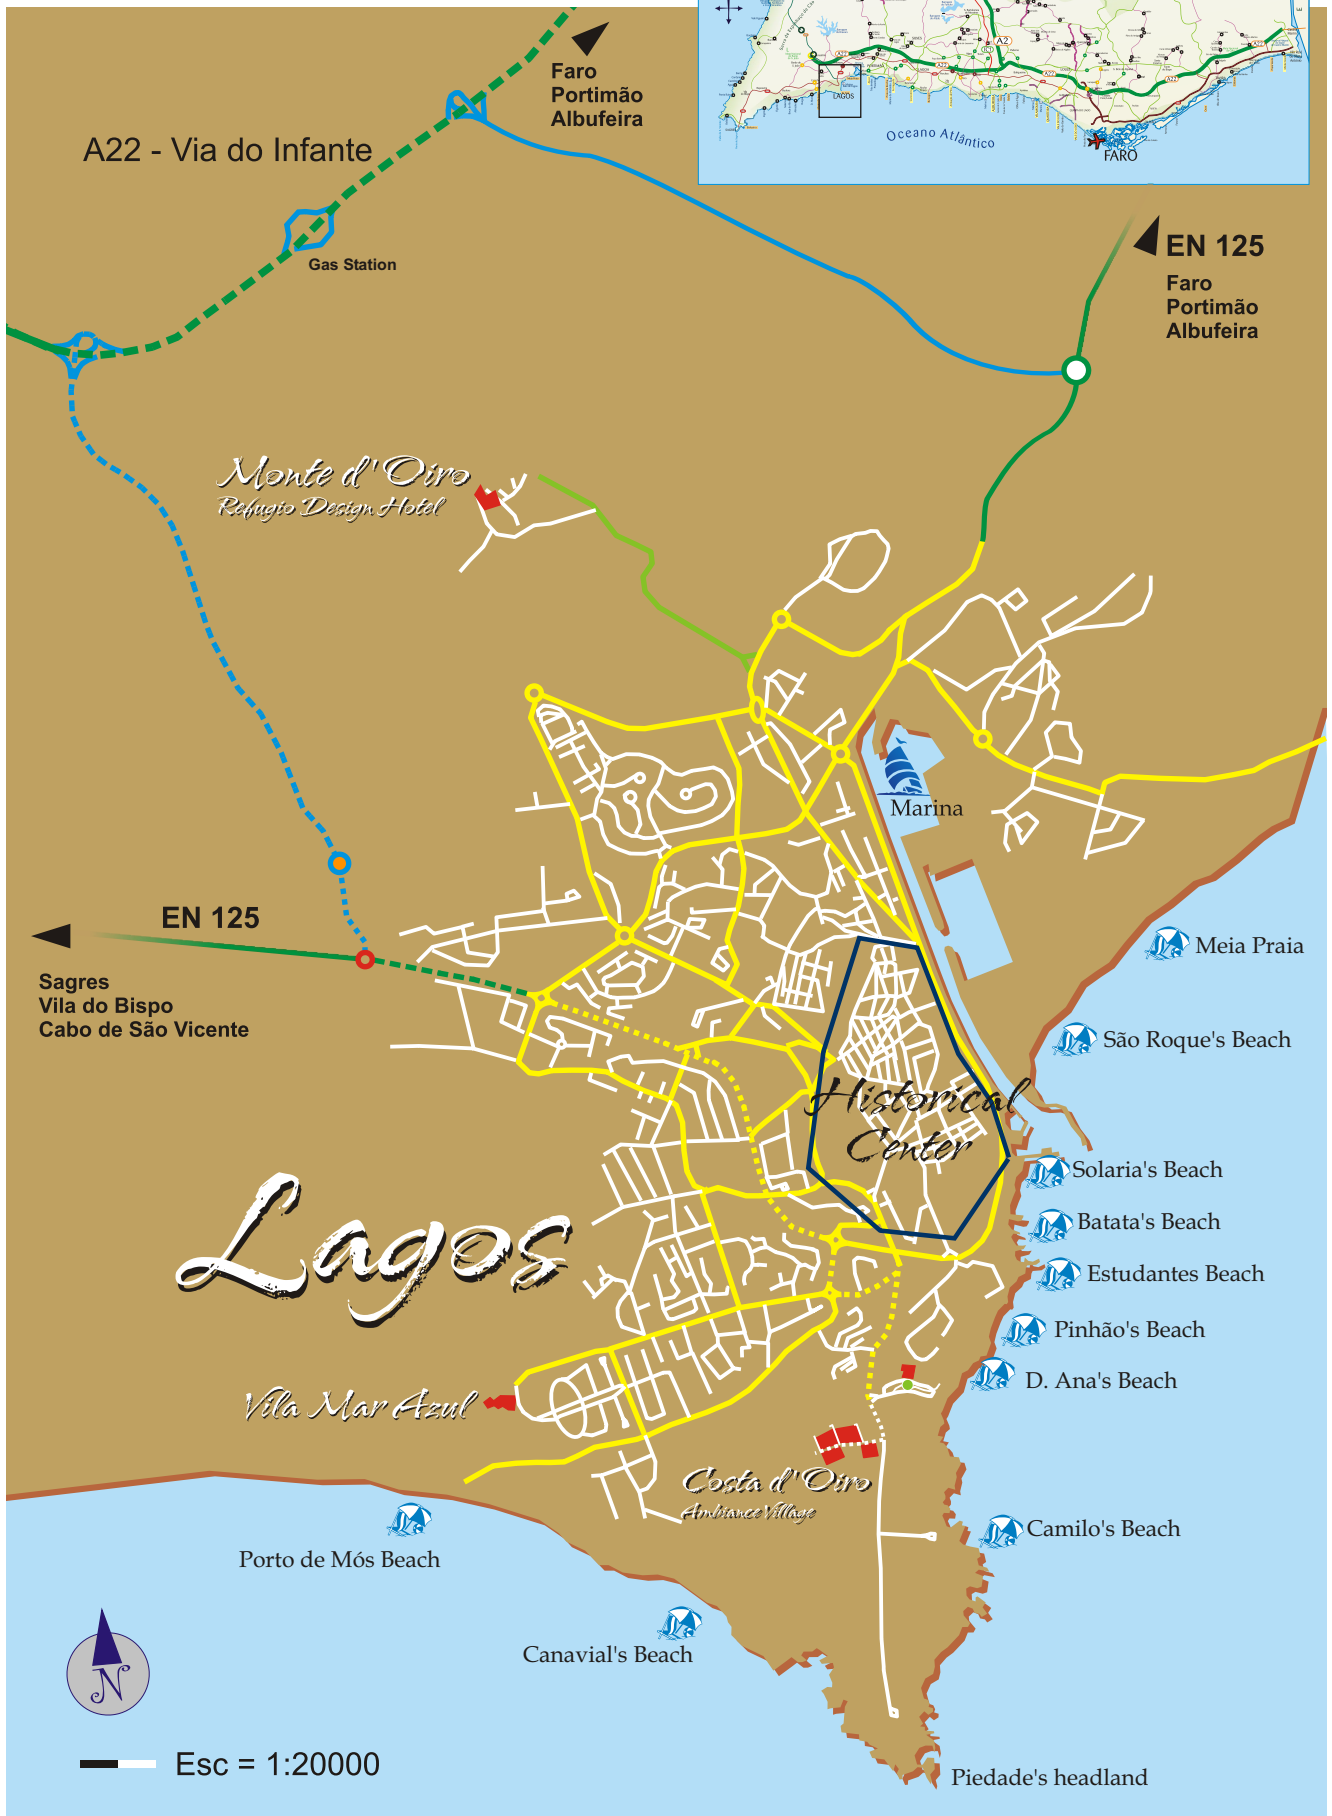 Faro
Portimão
Albufeira
A22 - Via do Infante
Gas Station
A2
A22
LAGOS
Oceano Atlântico
FARO
EN 125
Faro
Portimão
Albufeira
Monte d'Oiro
Refugio Design Hotel
Marina
EN 125
Sagres
Vila do Bispo
Cabo de São Vicente
Meia Praia
São Roque's Beach
Historical
Center
Solaria's Beach
Batata's Beach
Estudantes Beach
Lagos
Pinhão's Beach
D. Ana's Beach
Vila Mar Azul
Costa d'Oiro
Ambiance Village
Camilo's Beach
Porto de Mós Beach
Canavial's Beach
N
Esc = 1:20000
Piedade's headland